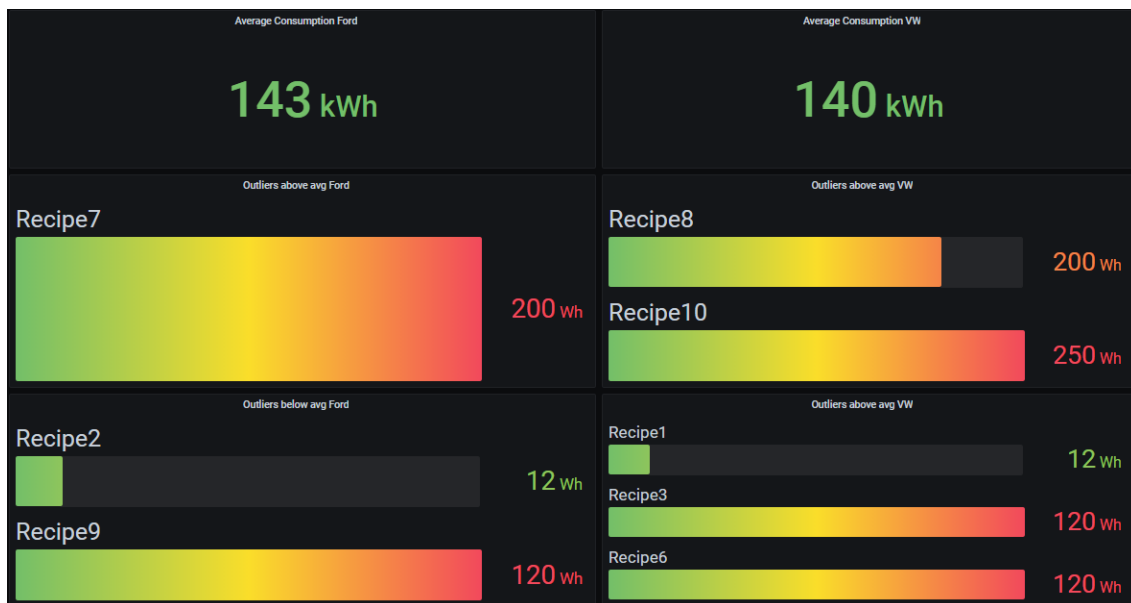 Average Consumption Ford
143 kWh
Average Consumption VW
140 kWh
Outliers above avg Ford
Recipe7
200 Wh
Outliers above avg VW
Recipe8
200 Wh
Recipe10
250 Wh
Outliers below avg Ford
Recipe2
12 Wh
Recipe9
120 Wh
Outliers above avg VW
Recipe1
12 Wh
Recipe3
120 Wh
Recipe6
120 Wh